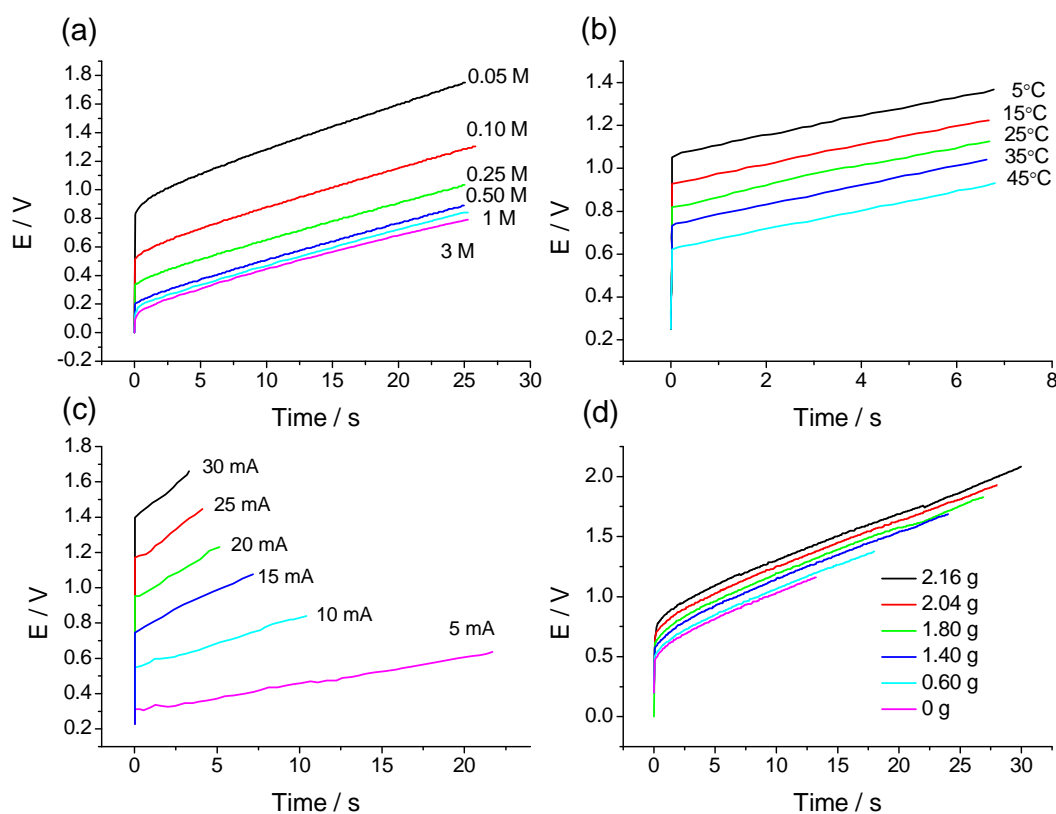 (a)
E / V
1.8
1.6
1.4
1.2
1.0
0.8
0.6
0.4
0.2
0.0
-0.2
0.05 M
0.10 M
0.25 M
0.50 M
1 M
3 M
0 5 10 15 20 25 30
Time / s
(b)
E / V
1.4
1.2
1.0
0.8
0.6
0.4
0.2
5°C
15°C
25°C
35°C
45°C
0 2 4 6 8
Time / s
(c)
E / V
1.8
1.6
1.4
1.2
1.0
0.8
0.6
0.4
0.2
30 mA
25 mA
20 mA
15 mA
10 mA
5 mA
0 5 10 15 20
Time / s
(d)
E / V
2.0
1.5
1.0
0.5
0.0
2.16 g
2.04 g
1.80 g
1.40 g
0.60 g
0 g
0 5 10 15 20 25 30
Time / s